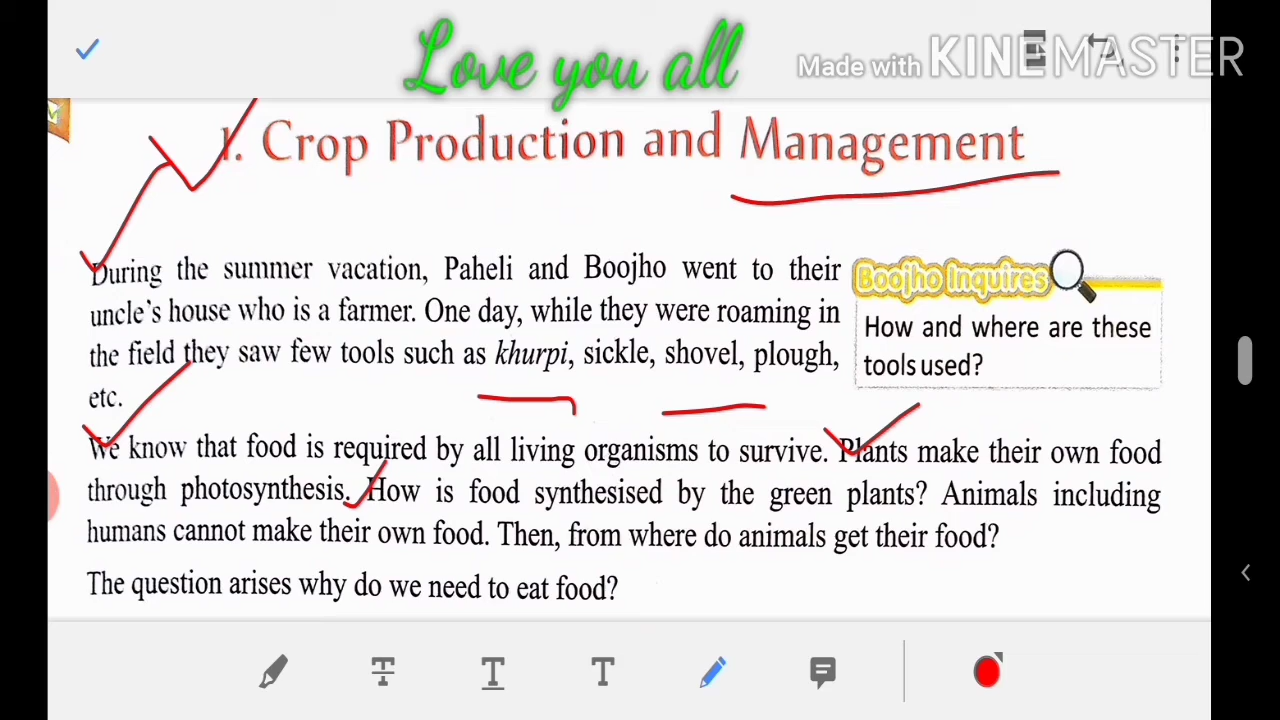 Love you all
Made with KINEMASTER
1. Crop Production and Management
During the summer vacation, Paheli and Boojho went to their
uncle's house who is a farmer. One day, while they were roaming in
the field they saw few tools such as khurpi, sickle, shovel, plough,
etc.
Boojho Inquires
How and where are these
tools used?
We know that food is required by all living organisms to survive. Plants make their own food
through photosynthesis. How is food synthesised by the green plants? Animals including
humans cannot make their own food. Then, from where do animals get their food?
The question arises why do we need to eat food?
T
T
T